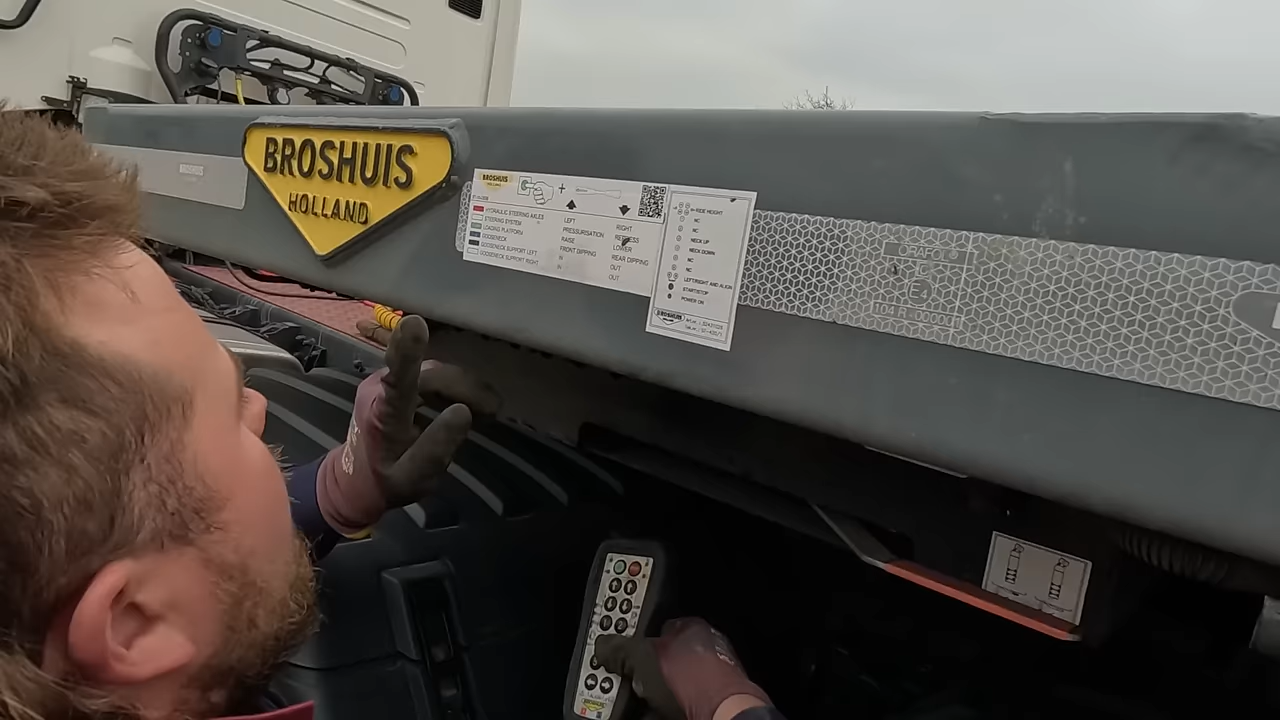 BROSHUIS
HOLLAND
BROSHUIS
HYDRAULIC STEERING AXLES LEFT RIGHT
STEERING SYSTEM PRESSURISATION
LOADING PLATFORM RAISE LOWER
GOOSENECK FRONT DIPPING REAR DIPPING
GOOSENECK SUPPORT LEFT IN OUT
GOOSENECK SUPPORT RIGHT IN OUT
RIDE HEIGHT
NC
NC
NECK UP
NECK DOWN
NC
NC
LEFT/RIGHT AND ALIGN
START/STOP
POWER ON
BROSHUIS